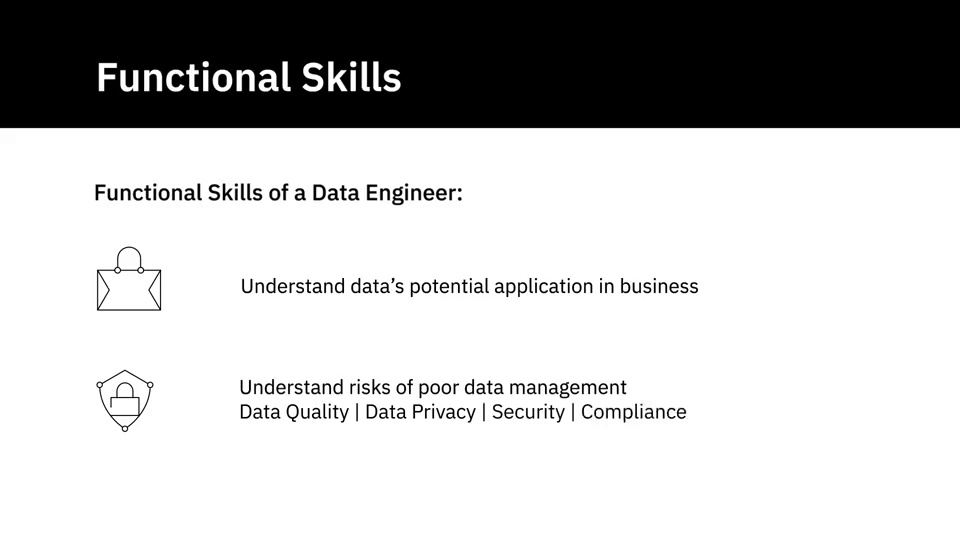 Functional Skills
Functional Skills of a Data Engineer:
Understand data’s potential application in business
Understand risks of poor data management
Data Quality | Data Privacy | Security | Compliance